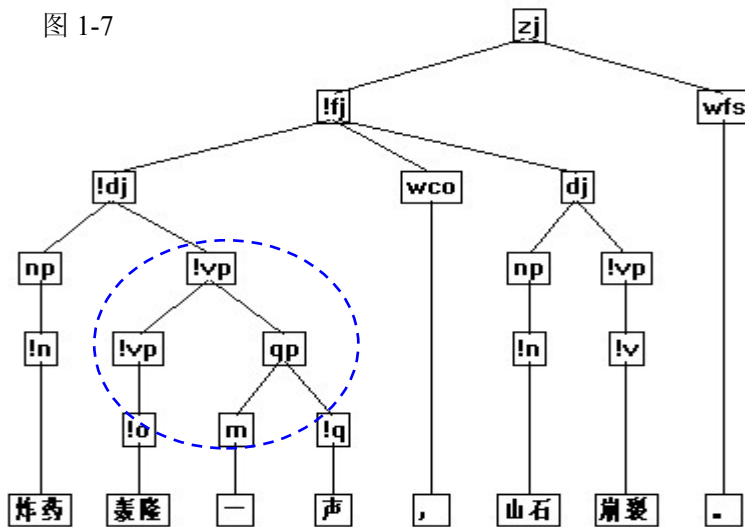 图 1-7
zj
!fj wfs
!dj wco dj
np !vp np !vp
!n !vp qp !n !v
!o m !q
炸药 轰隆 一 声 , 山石 崩裂 。